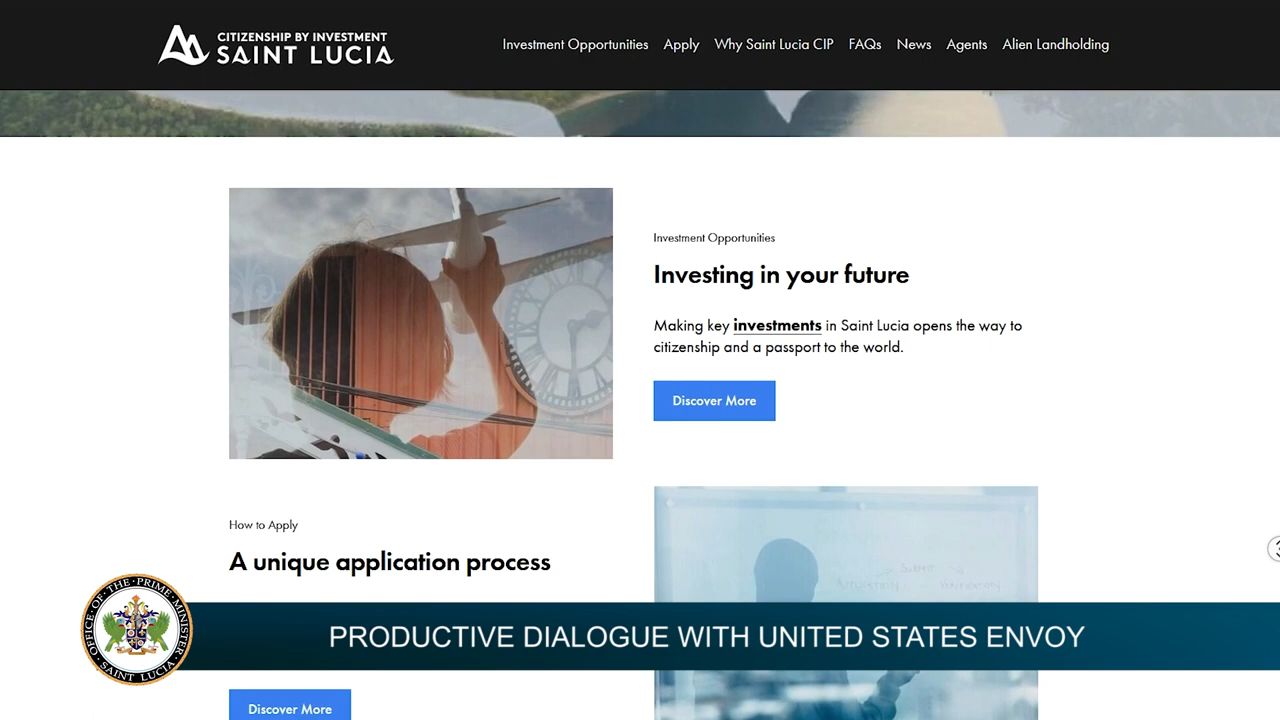 CITIZENSHIP BY INVESTMENT
SAINT LUCIA
Investment Opportunities Apply Why Saint Lucia CIP FAQs News Agents Alien Landholding
Investment Opportunities
Investing in your future
Making key investments in Saint Lucia opens the way to
citizenship and a passport to the world.
Discover More
How to Apply
A unique application process
SUBMIT
APPLICATION
OFFICE·OF·THE·PRIME·MINISTER
SAINT LUCIA
PRODUCTIVE DIALOGUE WITH UNITED STATES ENVOY
Discover More